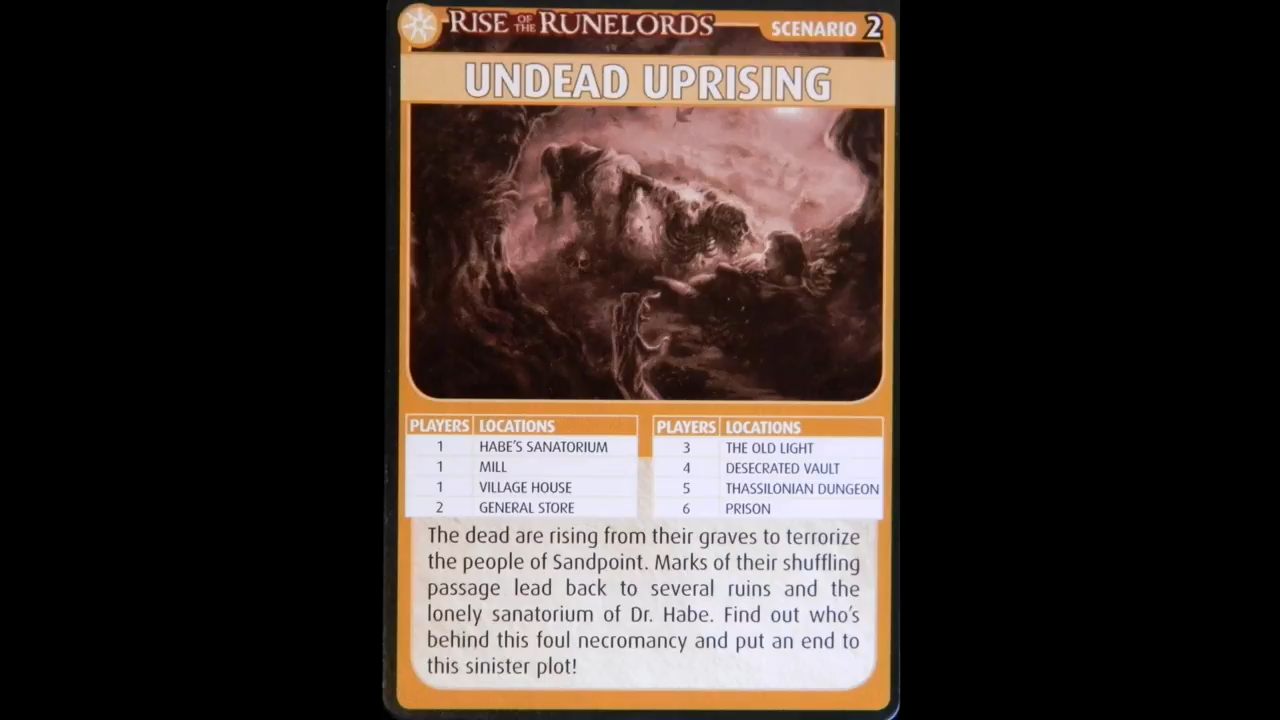 RISE OF THE RUNELORDS
SCENARIO 2
UNDEAD UPRISING
PLAYERS LOCATIONS
1 HABE'S SANATORIUM
1 MILL
1 VILLAGE HOUSE
2 GENERAL STORE
PLAYERS LOCATIONS
3 THE OLD LIGHT
4 DESECRATED VAULT
5 THASSILONIAN DUNGEON
6 PRISON
The dead are rising from their graves to terrorize
the people of Sandpoint. Marks of their shuffling
passage lead back to several ruins and the
lonely sanatorium of Dr. Habe. Find out who's
behind this foul necromancy and put an end to
this sinister plot!